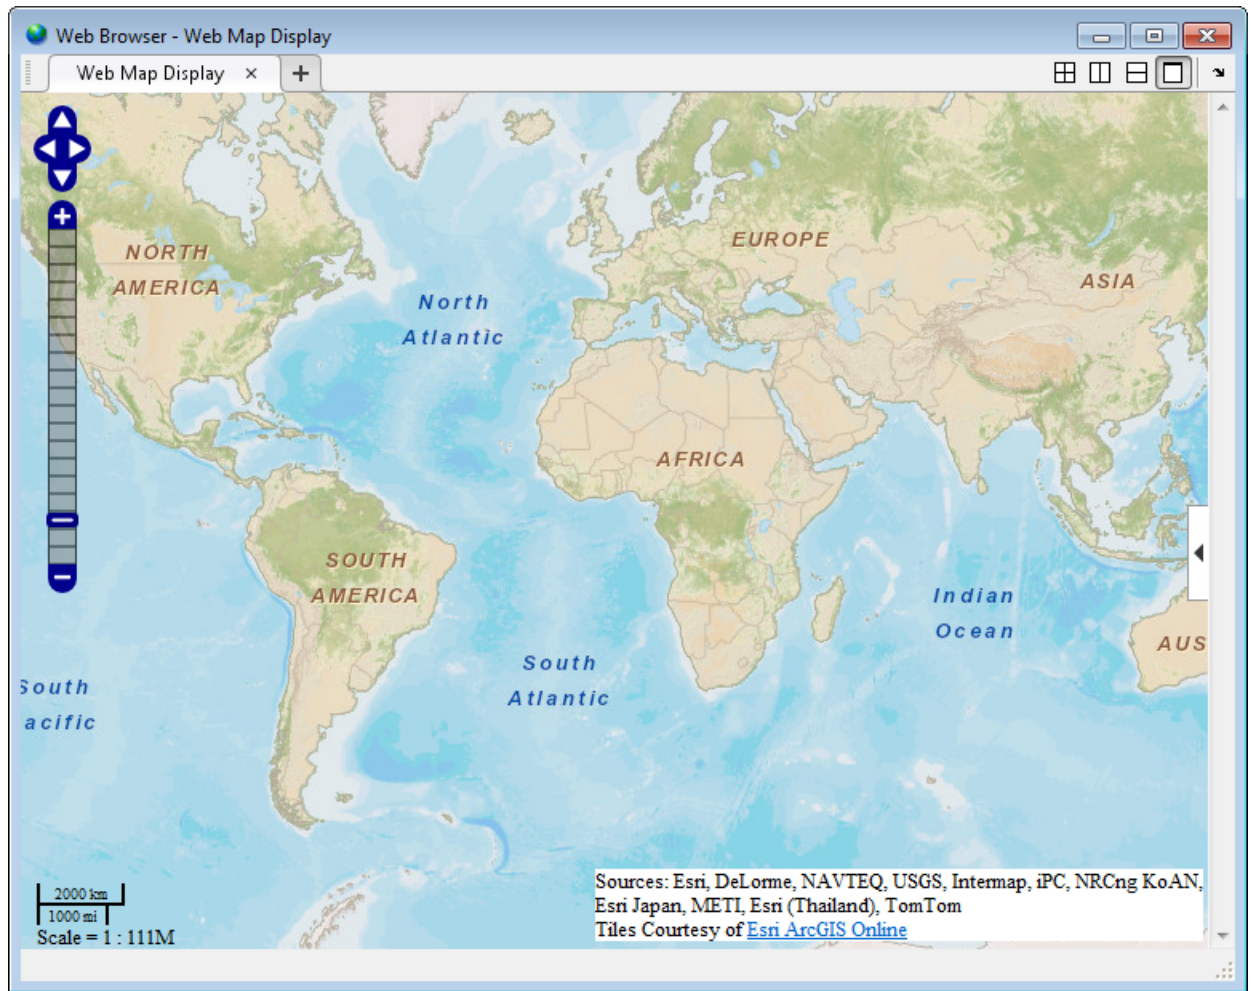 Web Browser - Web Map Display
Web Map Display
NORTH
AMERICA
EUROPE
ASIA
North
Atlantic
AFRICA
SOUTH
AMERICA
Indian
Ocean
AUS
South
Atlantic
South
acific
2000 km
1000 mi
Scale = 1 : 111M
Sources: Esri, DeLorme, NAVTEQ, USGS, Intermap, iPC, NRCng KoAN,
Esri Japan, METI, Esri (Thailand), TomTom
Tiles Courtesy of Esri ArcGIS Online